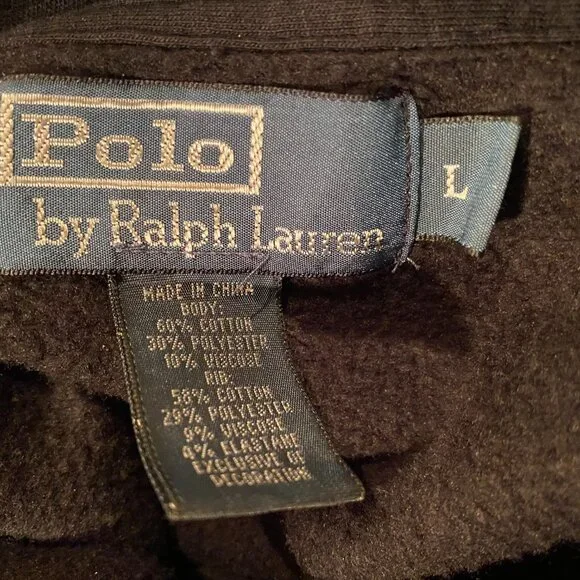 Polo
by Ralph Lauren
L
MADE IN CHINA
BODY:
60% COTTON
30% POLYESTER
10% VISCOSE
RIB:
58% COTTON
29% POLYESTER
9% VISCOSE
4% ELASTANE
EXCLUSIVE OF
DECORATION